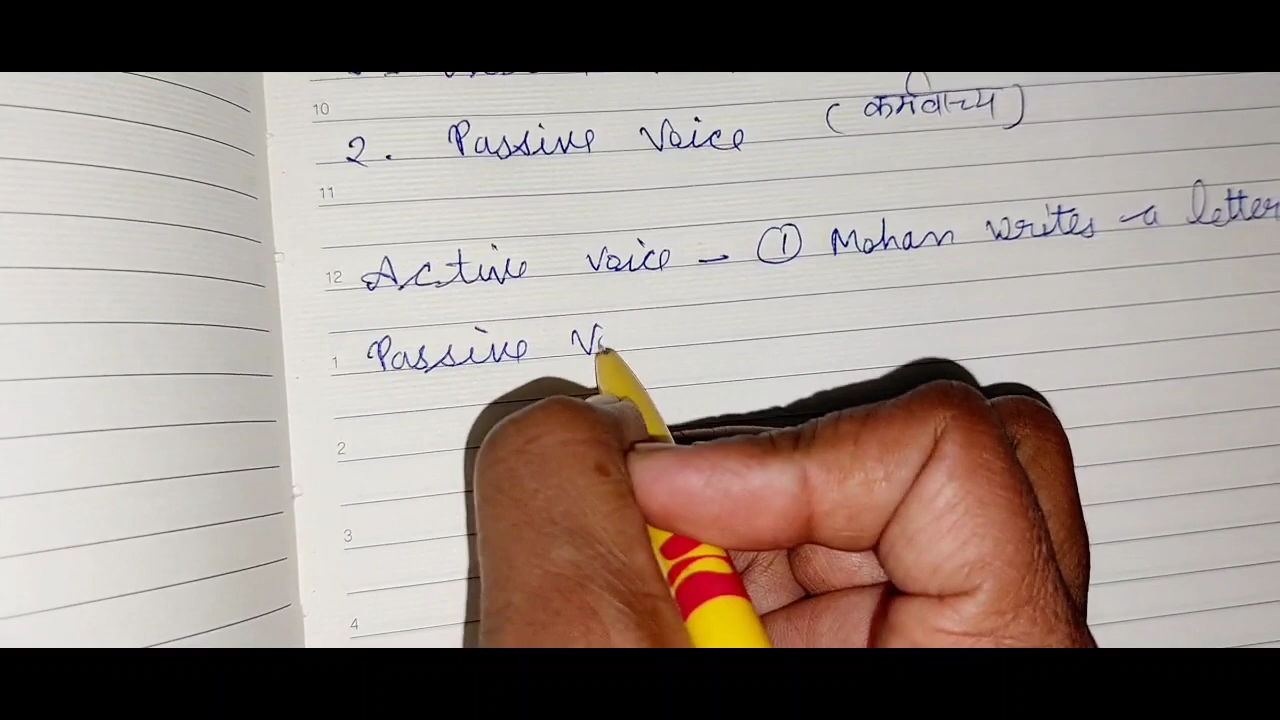 10
2. Passive Voice (कर्मवाच्य)
11
12 Active voice - ① Mohan writes a letter
1 Passive Vo
2
3
4